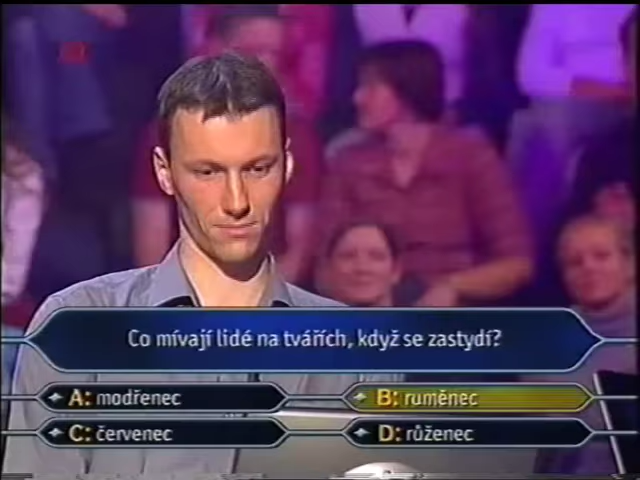 Co mívají lidé na tvářích, když se zastydí?
A: modřenec
B: ruměnec
C: červenec
D: růženec